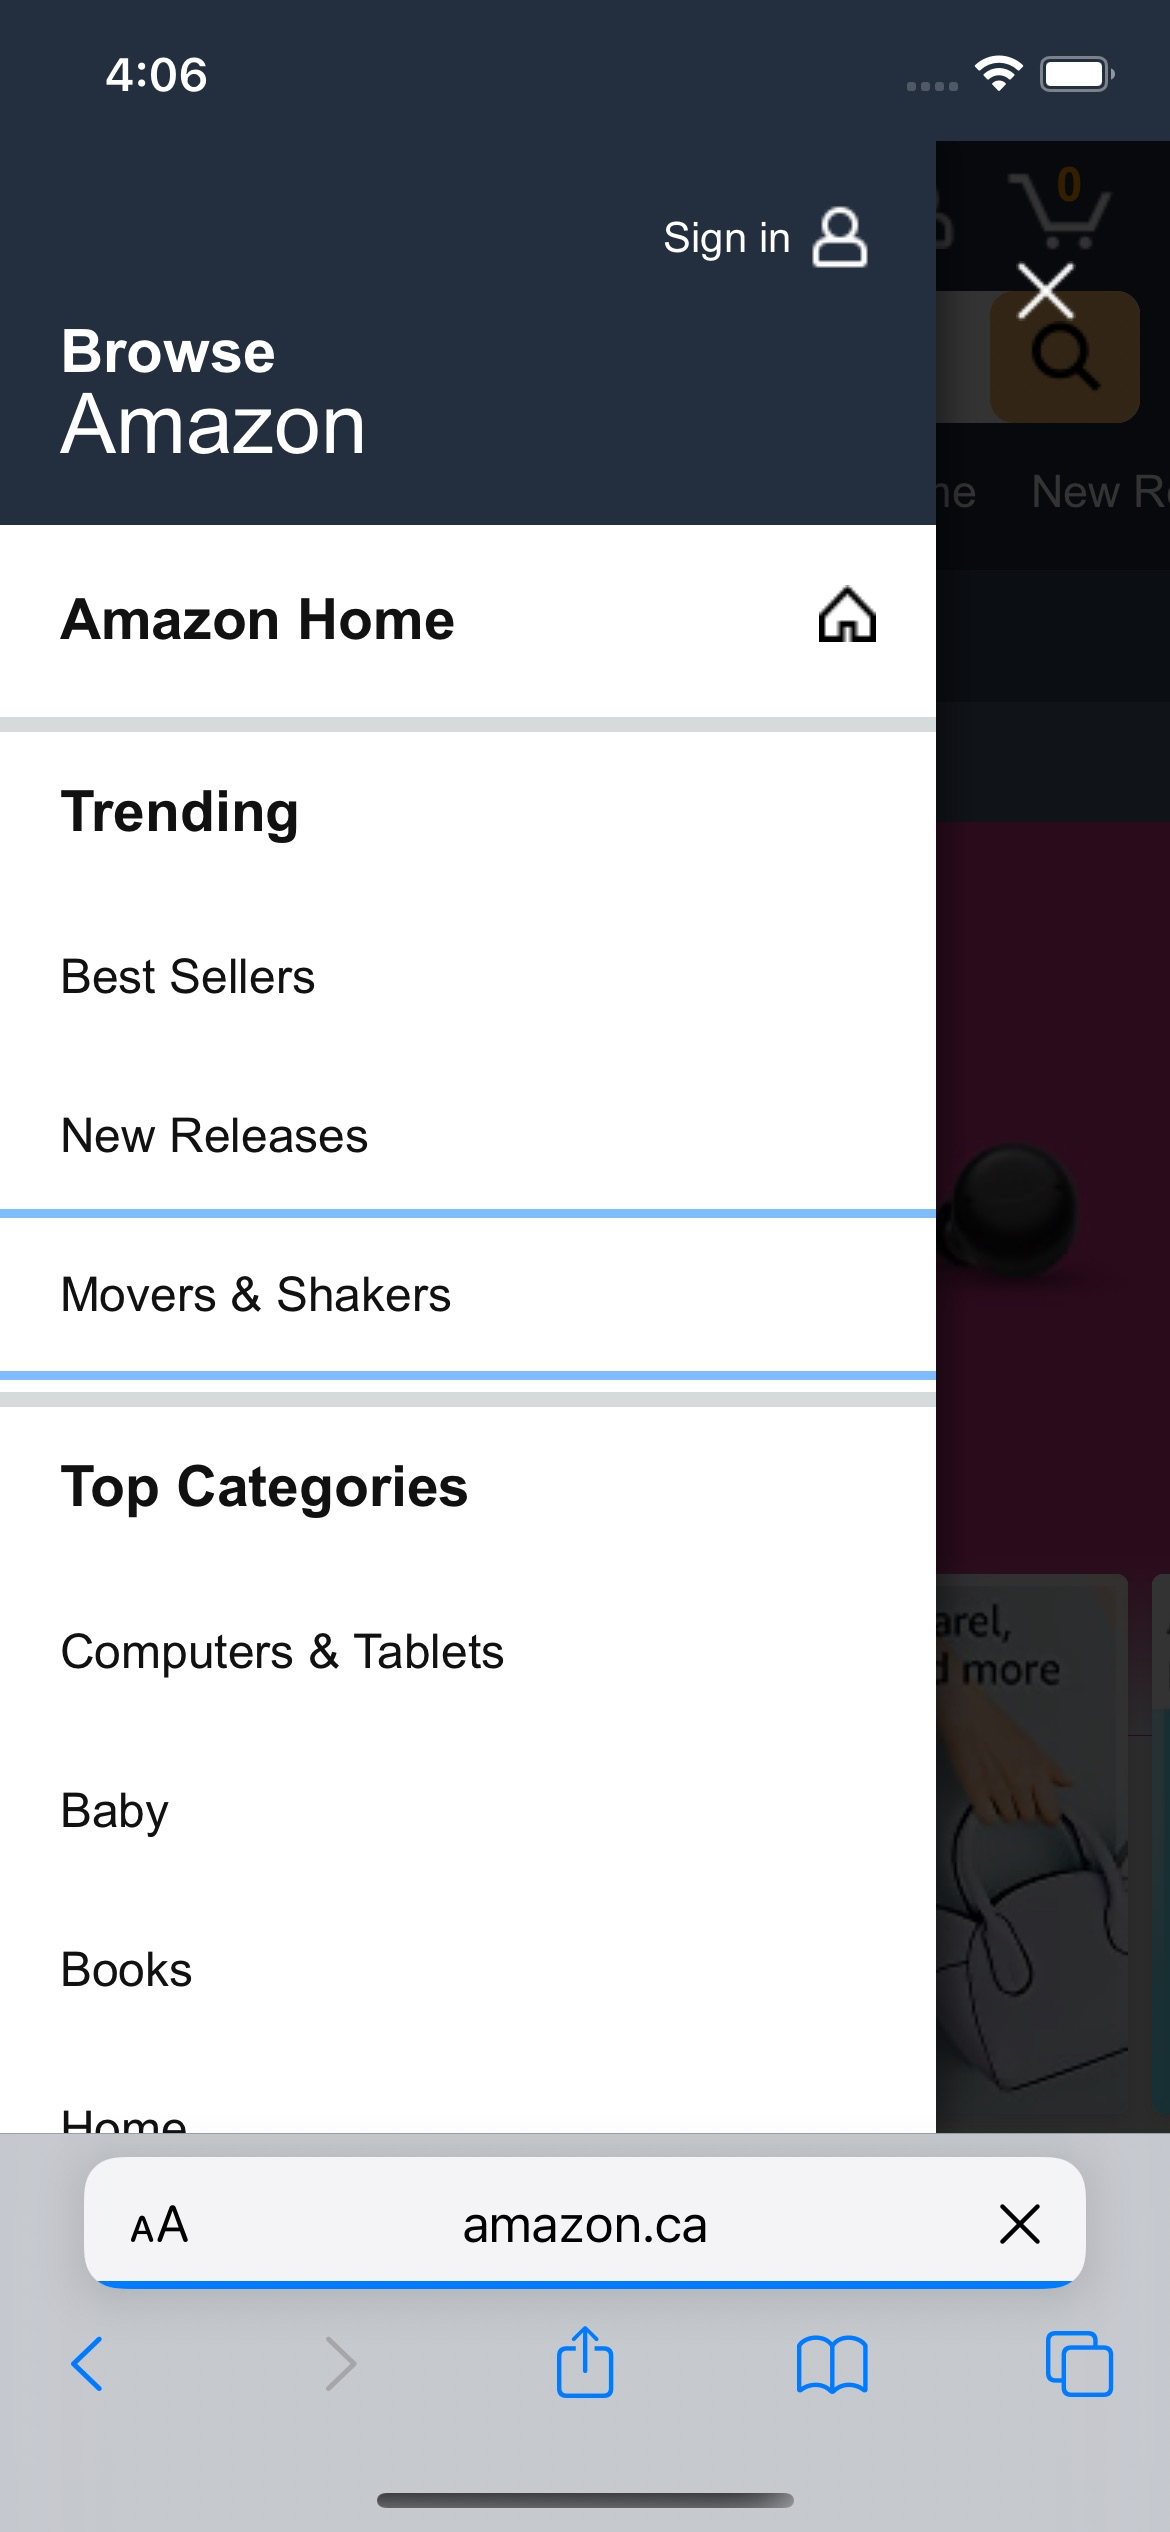 4:06
0
Sign in
Browse
Amazon
New R
Amazon Home
Trending
Best Sellers
New Releases
Movers & Shakers
Top Categories
arel,
d more
Computers & Tablets
Baby
Books
Home
AA
amazon.ca